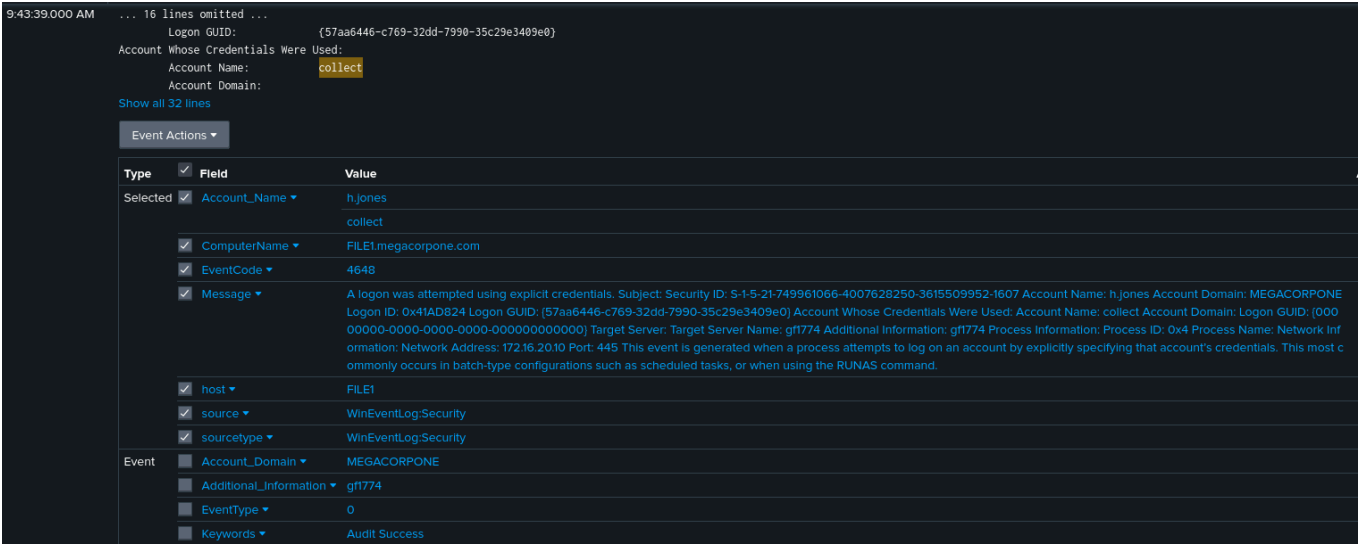 9:43:39.000 AM ... 16 lines omitted ...
Logon GUID: {57aa6446-c769-32dd-7990-35c29e3409e0}
Account Whose Credentials Were Used:
Account Name: collect
Account Domain:
Show all 32 lines
Event Actions
Type Field Value
Selected Account_Name h.jones
collect
ComputerName FILE1.megacorpone.com
EventCode 4648
Message A logon was attempted using explicit credentials. Subject: Security ID: S-1-5-21-749961066-4007628250-3615509952-1607 Account Name: h.jones Account Domain: MEGACORPONE
Logon ID: 0x41AD824 Logon GUID: {57aa6446-c769-32dd-7990-35c29e3409e0} Account Whose Credentials Were Used: Account Name: collect Account Domain: Logon GUID: {000
00000-0000-0000-0000-000000000000} Target Server: Target Server Name: gf1774 Additional Information: gf1774 Process Information: Process ID: 0x4 Process Name: Network Inf
ormation: Network Address: 172.16.20.10 Port: 445 This event is generated when a process attempts to log on an account by explicitly specifying that account's credentials. This most c
ommonly occurs in batch-type configurations such as scheduled tasks, or when using the RUNAS command.
host FILE1
source WinEventLog:Security
sourcetype WinEventLog:Security
Event Account_Domain MEGACORPONE
Additional_Information gf1774
EventType 0
Keywords Audit Success